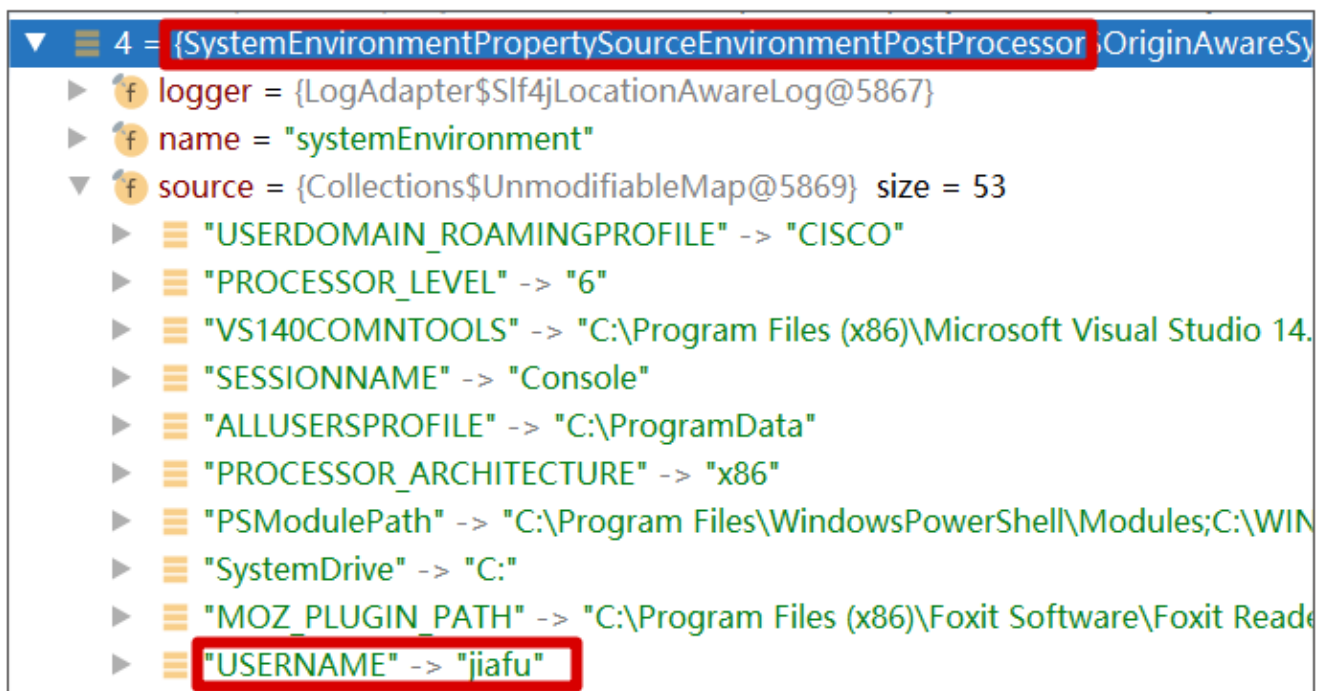 4 = {SystemEnvironmentPropertySourceEnvironmentPostProcessor$OriginAwareSy
logger = {LogAdapter$Slf4jLocationAwareLog@5867}
name = "systemEnvironment"
source = {Collections$UnmodifiableMap@5869} size = 53
"USERDOMAIN_ROAMINGPROFILE" -> "CISCO"
"PROCESSOR_LEVEL" -> "6"
"VS140COMNTOOLS" -> "C:\Program Files (x86)\Microsoft Visual Studio 14.
"SESSIONNAME" -> "Console"
"ALLUSERSPROFILE" -> "C:\ProgramData"
"PROCESSOR_ARCHITECTURE" -> "x86"
"PSModulePath" -> "C:\Program Files\WindowsPowerShell\Modules;C:\WIN
"SystemDrive" -> "C:"
"MOZ_PLUGIN_PATH" -> "C:\Program Files (x86)\Foxit Software\Foxit Reade
"USERNAME" -> "jiafu"